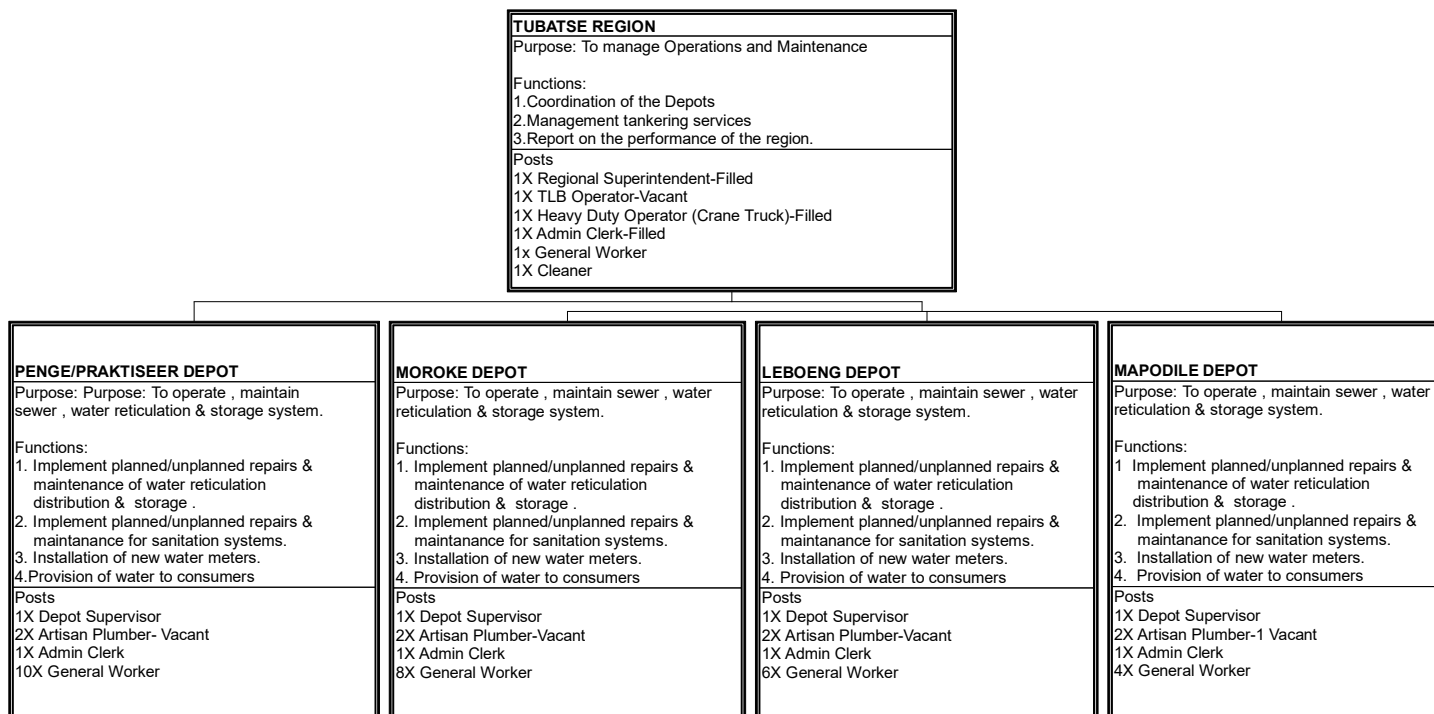 TUBATSE REGION
Purpose: To manage Operations and Maintenance
Functions:
1.Coordination of the Depots
2.Management tankering services
3.Report on the performance of the region.
Posts
1X Regional Superintendent-Filled
1X TLB Operator-Vacant
1X Heavy Duty Operator (Crane Truck)-Filled
1X Admin Clerk-Filled
1x General Worker
1X Cleaner
PENGE/PRAKTISEER DEPOT
Purpose: Purpose: To operate , maintain
sewer , water reticulation & storage system.
Functions:
1. Implement planned/unplanned repairs &
maintenance of water reticulation
distribution & storage .
2. Implement planned/unplanned repairs &
maintanance for sanitation systems.
3. Installation of new water meters.
4.Provision of water to consumers
Posts
1X Depot Supervisor
2X Artisan Plumber- Vacant
1X Admin Clerk
10X General Worker
MOROKE DEPOT
Purpose: To operate , maintain sewer , water
reticulation & storage system.
Functions:
1. Implement planned/unplanned repairs &
maintenance of water reticulation
distribution & storage .
2. Implement planned/unplanned repairs &
maintanance for sanitation systems.
3. Installation of new water meters.
4. Provision of water to consumers
Posts
1X Depot Supervisor
2X Artisan Plumber-Vacant
1X Admin Clerk
8X General Worker
LEBOENG DEPOT
Purpose: To operate , maintain sewer , water
reticulation & storage system.
Functions:
1. Implement planned/unplanned repairs &
maintenance of water reticulation
distribution & storage .
2. Implement planned/unplanned repairs &
maintanance for sanitation systems.
3. Installation of new water meters.
4. Provision of water to consumers
Posts
1X Depot Supervisor
2X Artisan Plumber-Vacant
1X Admin Clerk
6X General Worker
MAPODILE DEPOT
Purpose: To operate , maintain sewer , water
reticulation & storage system.
Functions:
1 Implement planned/unplanned repairs &
maintenance of water reticulation
distribution & storage .
2. Implement planned/unplanned repairs &
maintanance for sanitation systems.
3. Installation of new water meters.
4. Provision of water to consumers
Posts
1X Depot Supervisor
2X Artisan Plumber-1 Vacant
1X Admin Clerk
4X General Worker